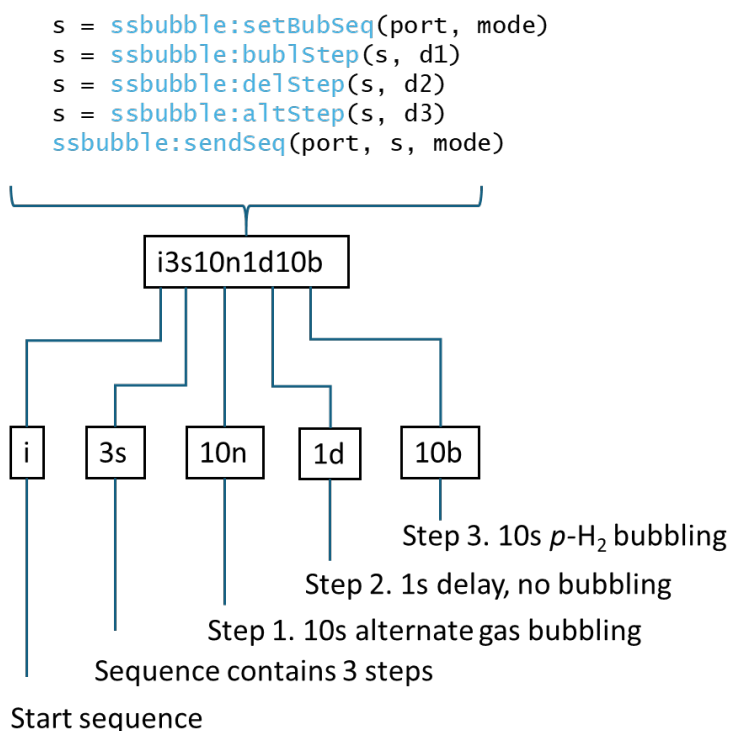 s = ssbubble:setBubSeq(port, mode)
s = ssbubble:bublStep(s, d1)
s = ssbubble:delStep(s, d2)
s = ssbubble:altStep(s, d3)
ssbubble:sendSeq(port, s, mode)
i3s10n1d10b
i 3s 10n 1d 10b
Step 3. 10s p-H₂ bubbling
Step 2. 1s delay, no bubbling
Step 1. 10s alternate gas bubbling
Sequence contains 3 steps
Start sequence